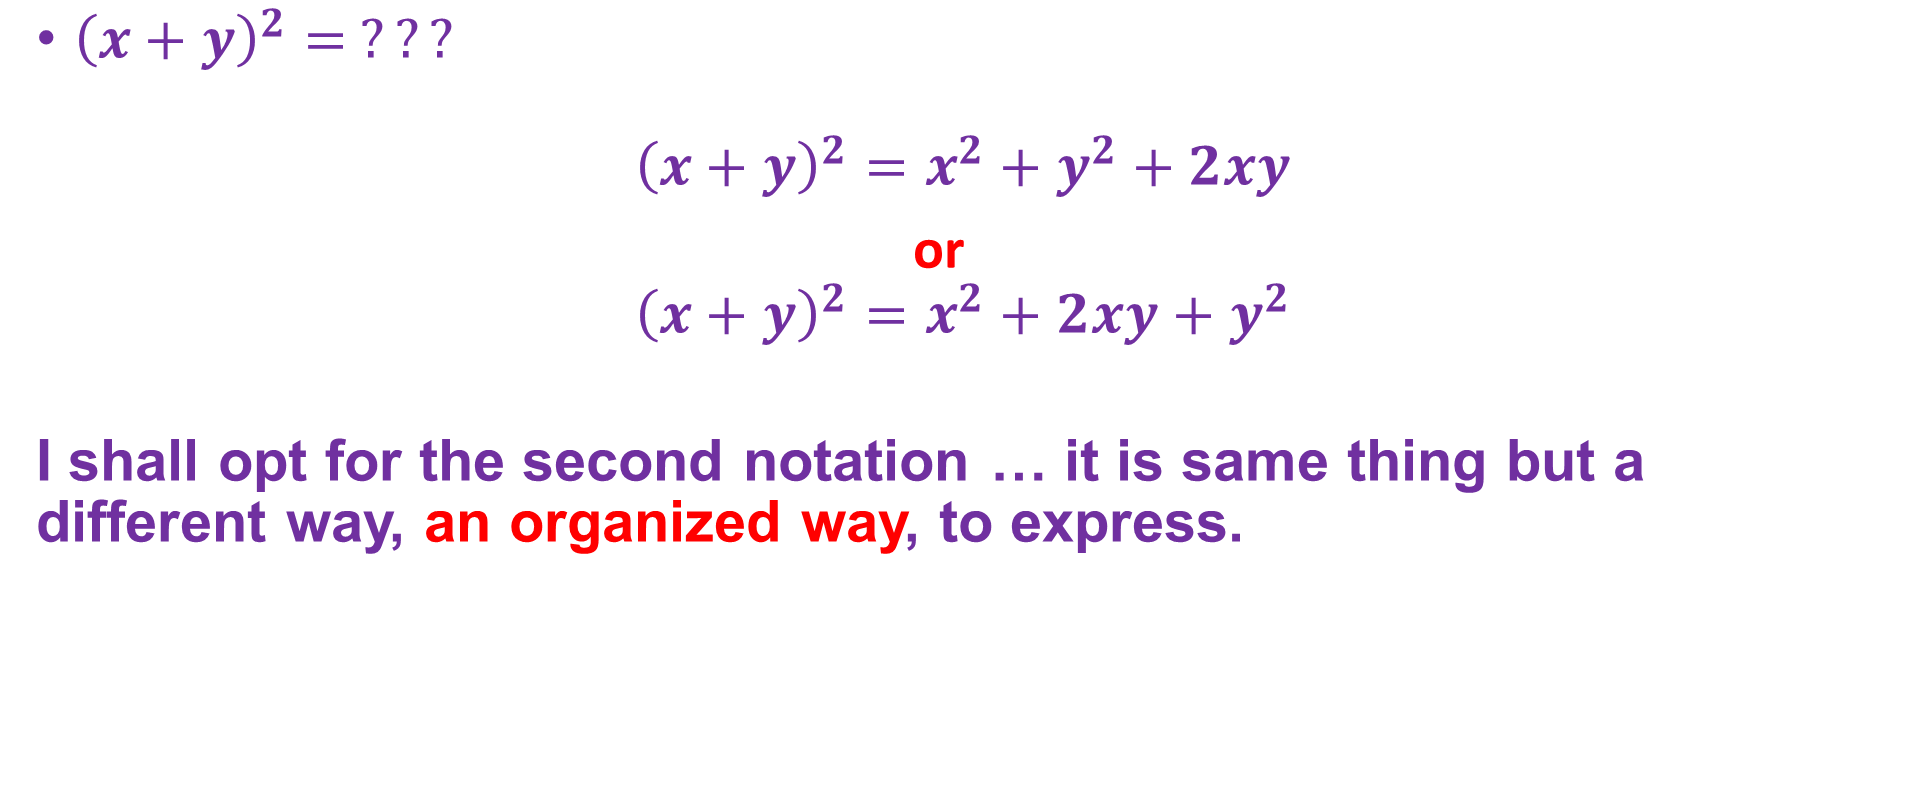 • (x + y)² = ? ? ?
(x + y)² = x² + y² + 2xy
or
(x + y)² = x² + 2xy + y²
I shall opt for the second notation … it is same thing but a
different way, an organized way, to express.